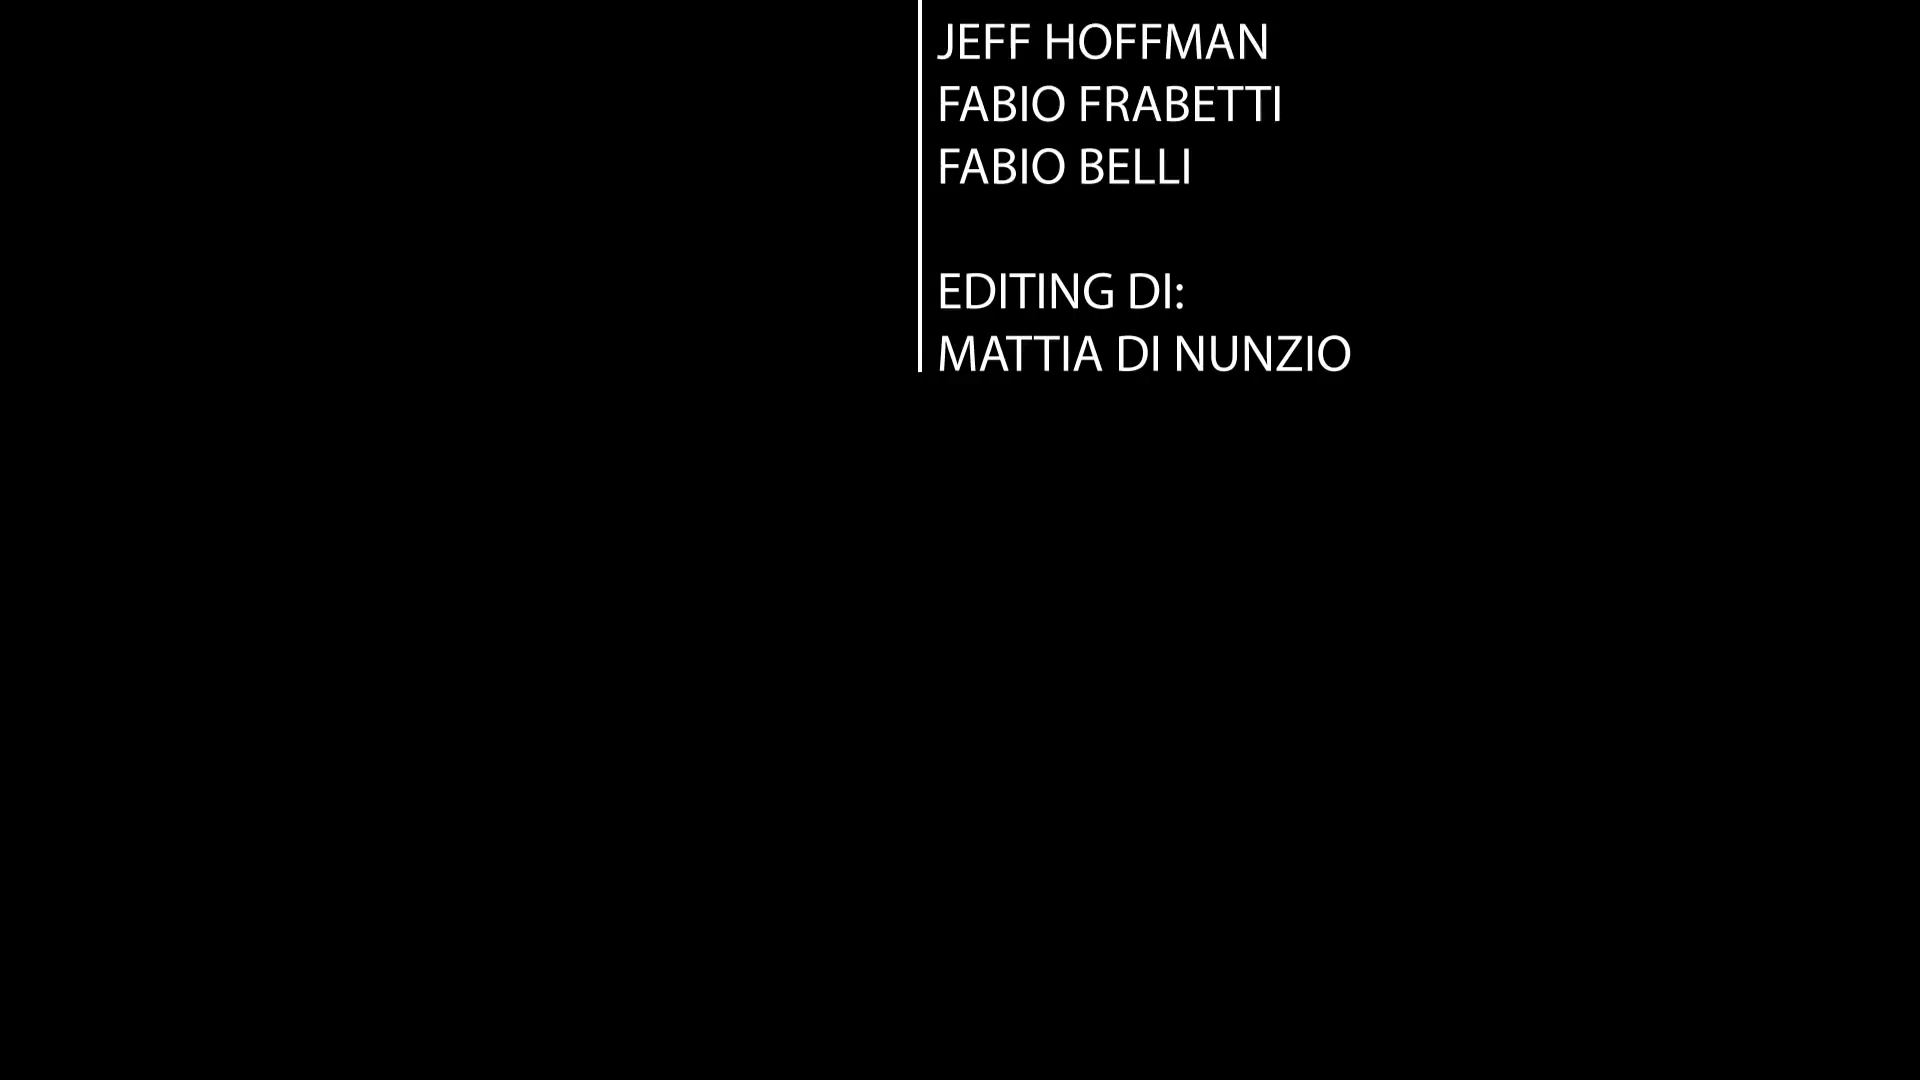 JEFF HOFFMAN
FABIO FRABETTI
FABIO BELLI
EDITING DI:
MATTIA DI NUNZIO